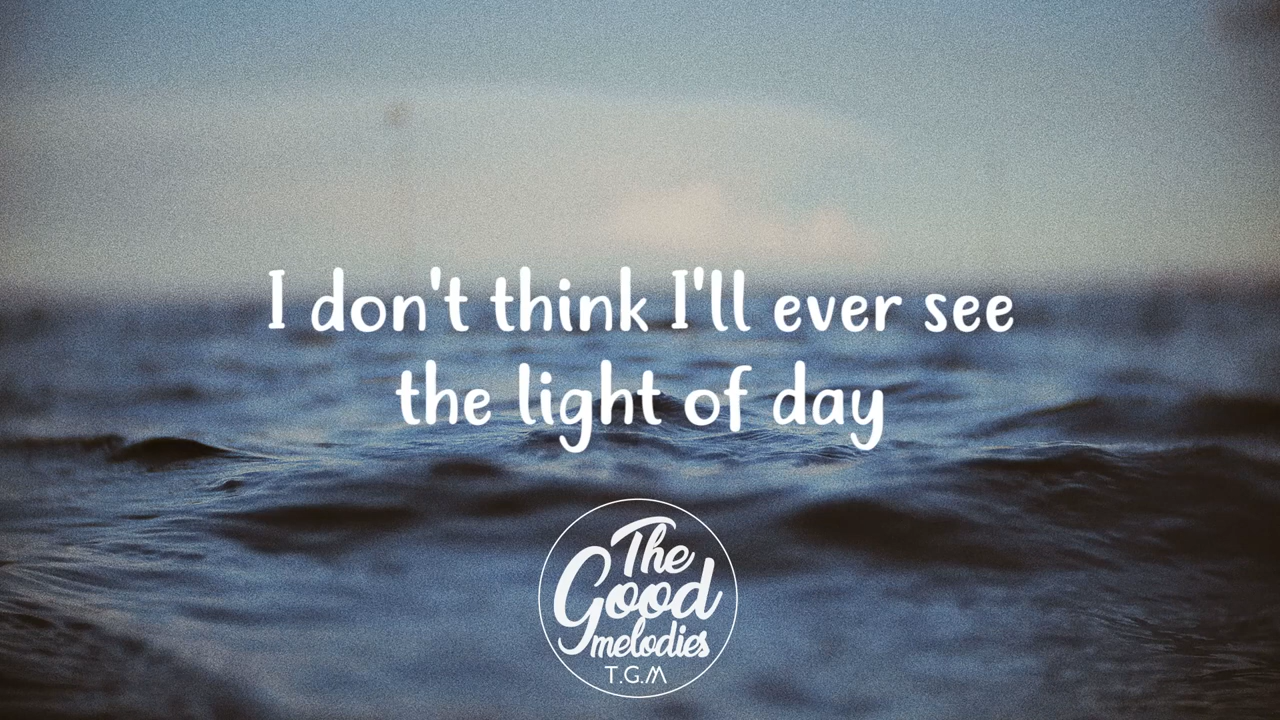 I don't think I'll ever see
the light of day
The
Good
melodies
T.G.M